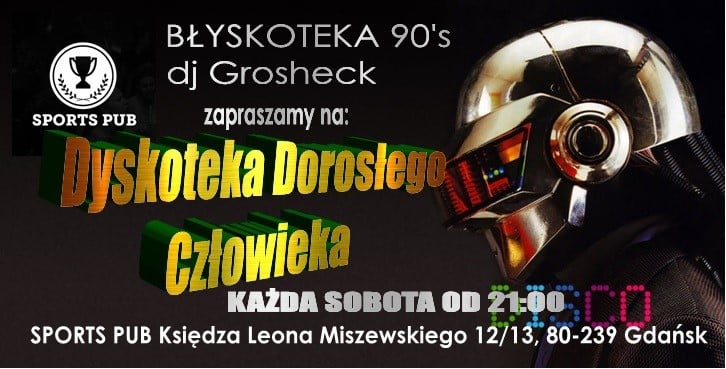 BŁYSKOTEKA 90's
dj Grosheck
SPORTS PUB
zapraszamy na:
Dyskoteka Dorosłego
Człowieka
KAŻDA SOBOTA OD 21:00
DISCO
SPORTS PUB Księdza Leona Miszewskiego 12/13, 80-239 Gdańsk